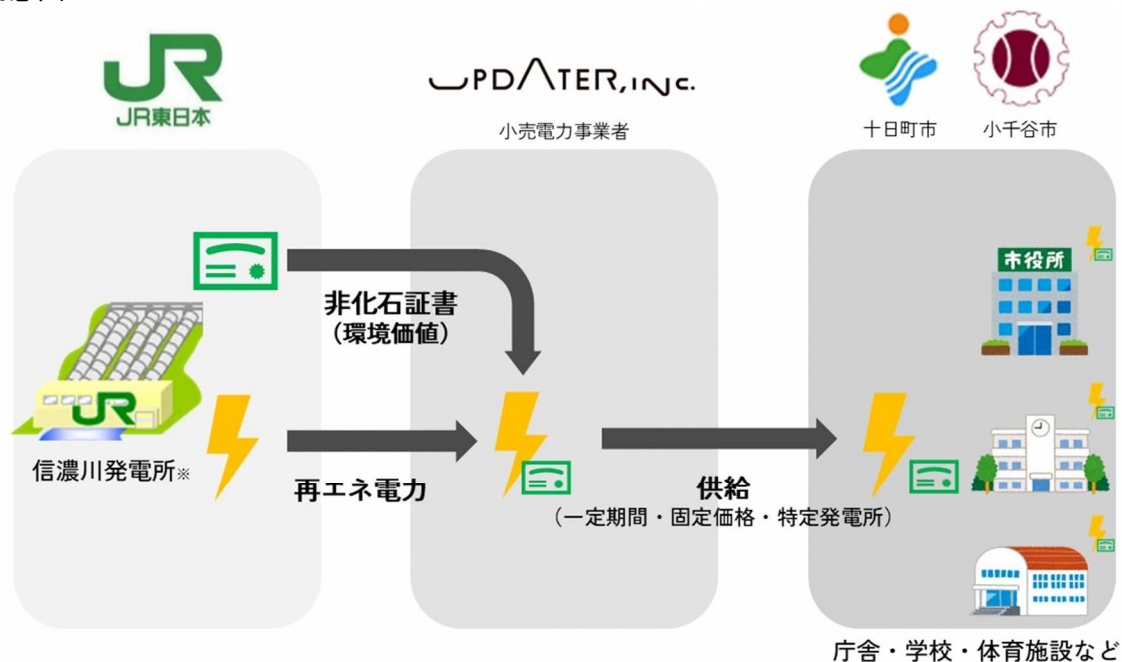 JR
JR東日本
UPDATER, INC.
小売電力事業者
十日町市
小千谷市
市役所
非化石証書
（環境価値）
JR
信濃川発電所※
再エネ電力
供給
（一定期間・固定価格・特定発電所）
庁舎・学校・体育施設など